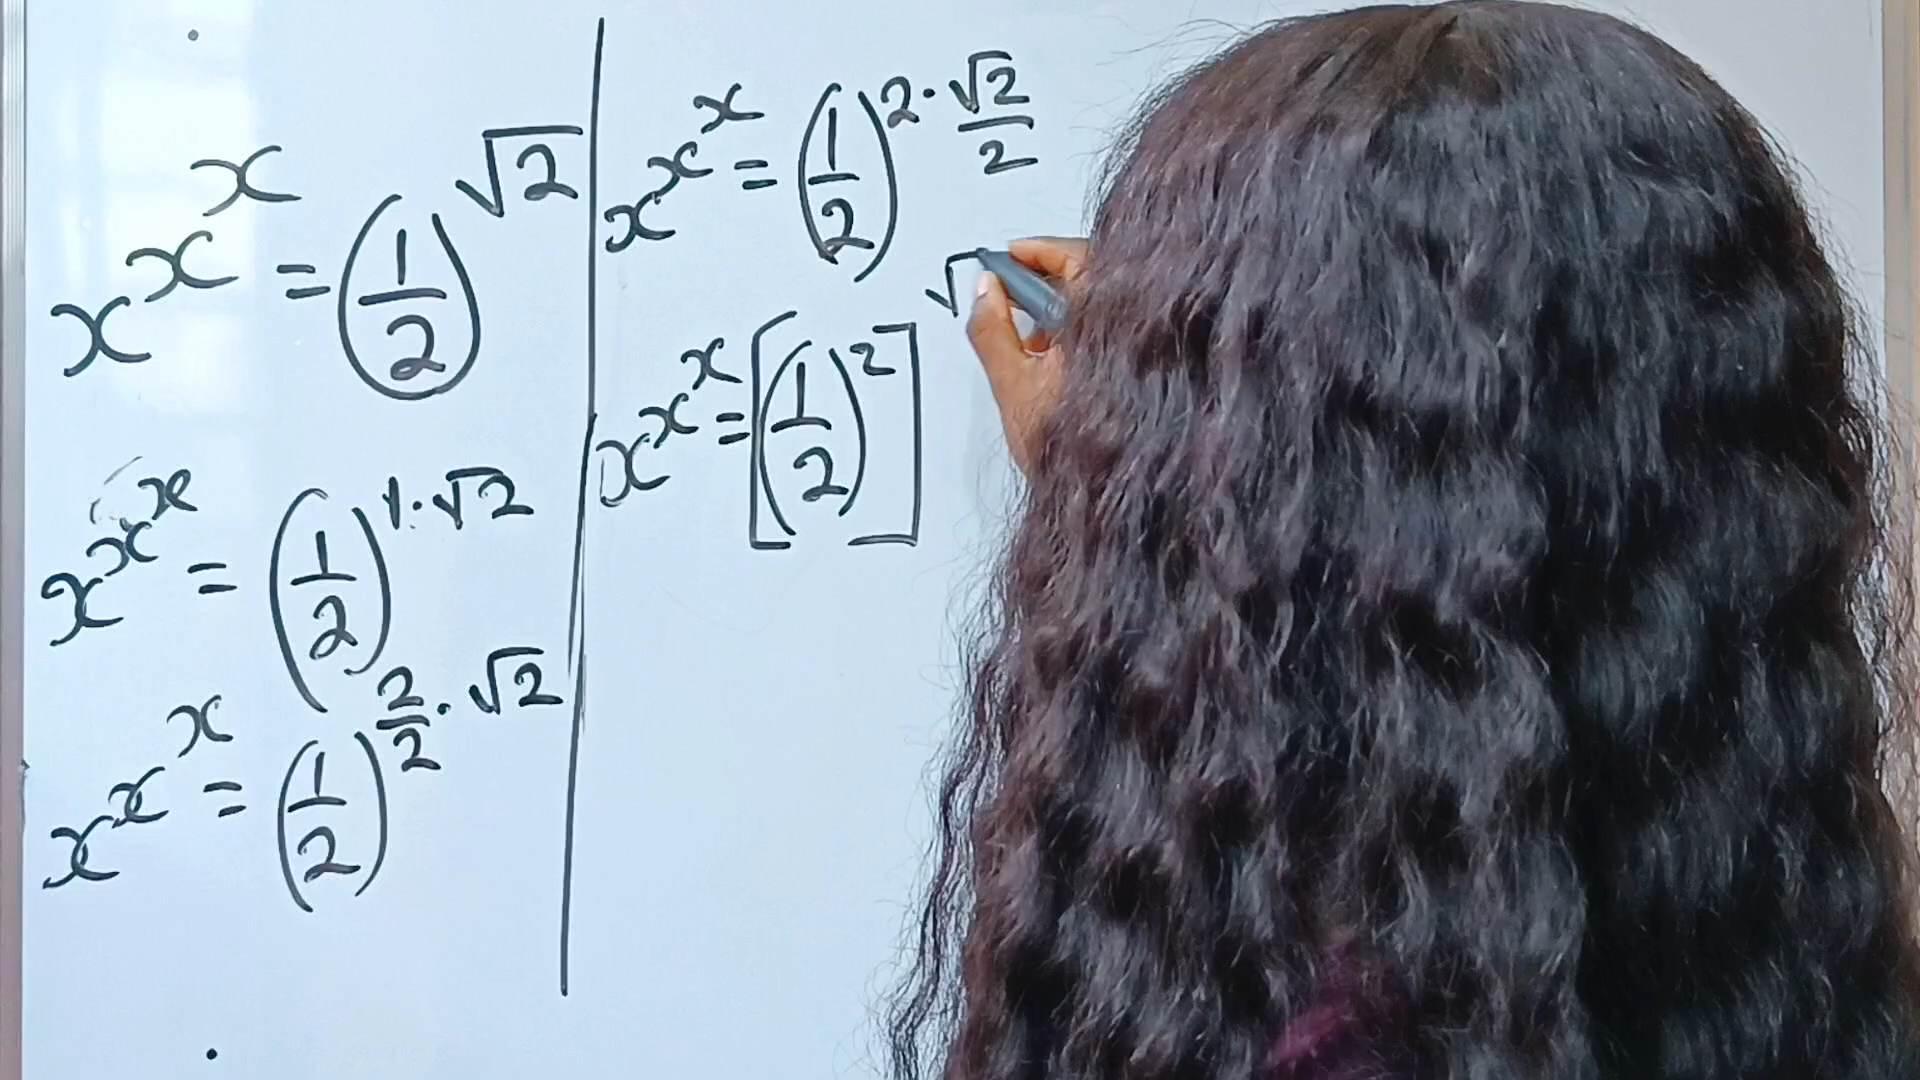 x^{x^x} = (1/2)^{√2}
x^{x^x} = (1/2)^{1·√2}
x^{x^x} = (1/2)^{2/2·√2}
x^{x^x} = (1/2)^{2·√2/2}
x^{x^x} = [(1/2)^2]^{√